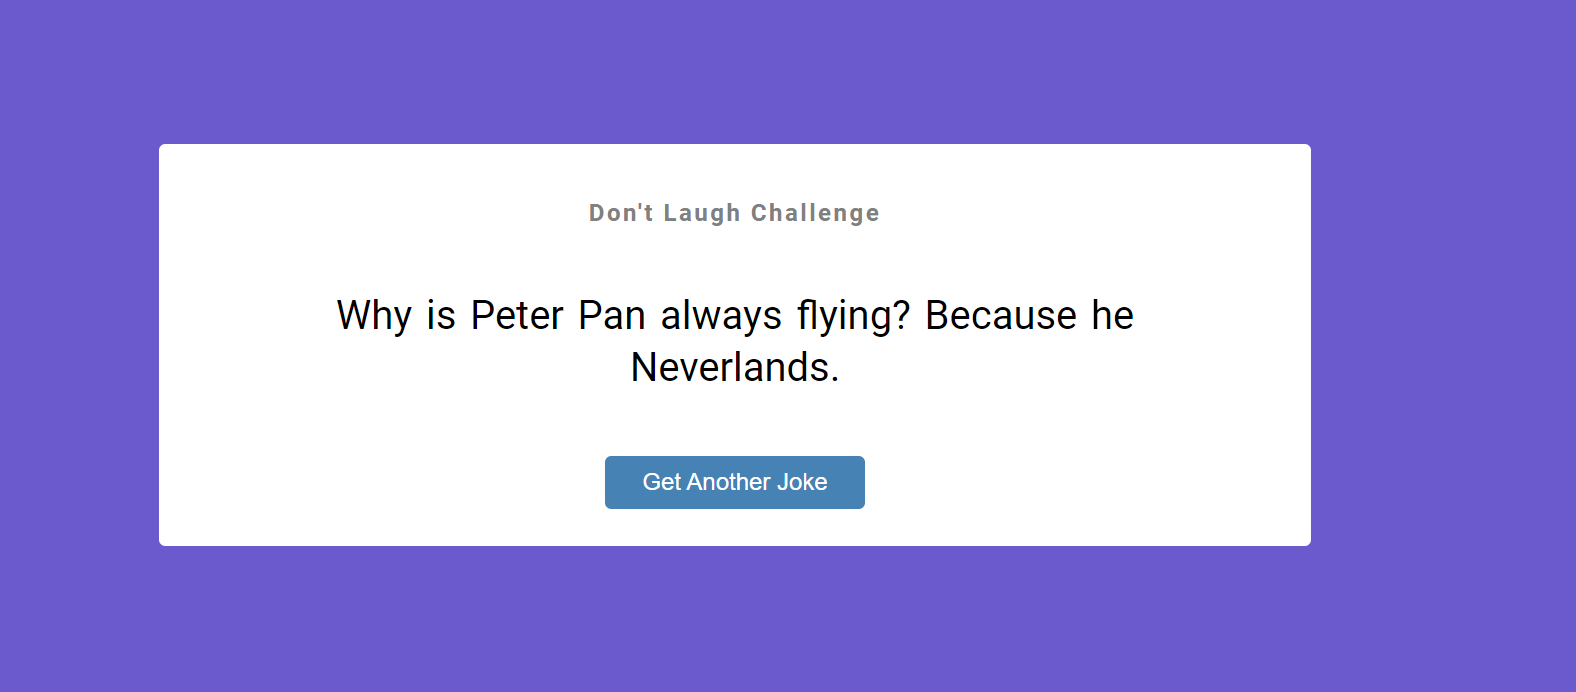 Don't Laugh Challenge
Why is Peter Pan always flying? Because he
Neverlands.
Get Another Joke